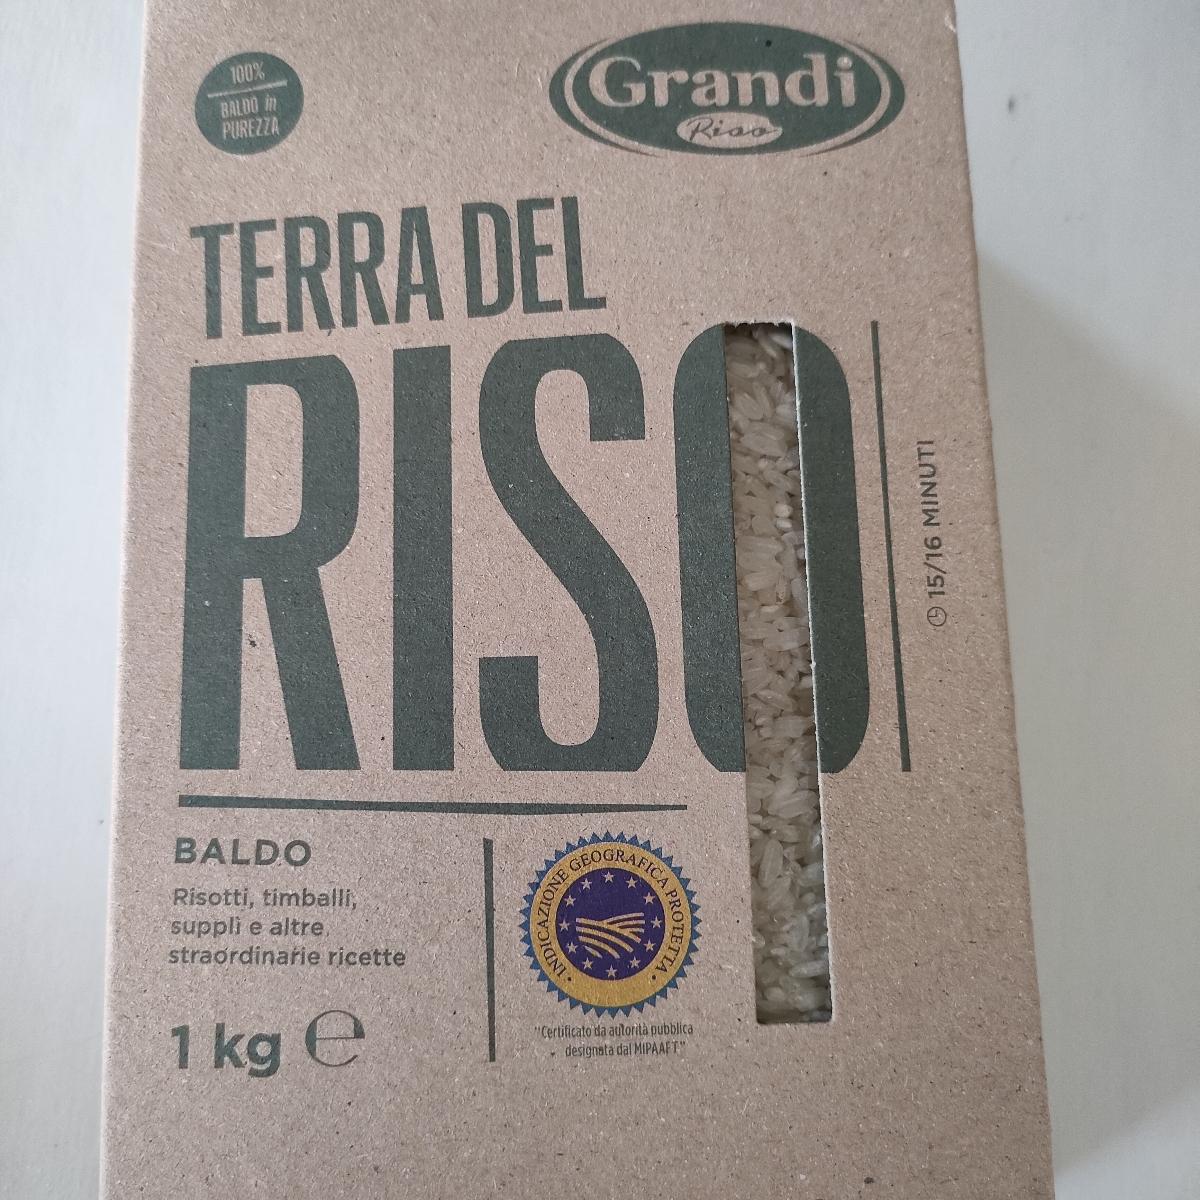 100%
BALDO in
PUREZZA
Grandi
Riso
TERRA DEL
RISO
15/16 MINUTI
BALDO
Risotti, timballi,
supplì e altre
straordinarie ricette
1 kg ℮
INDICAZIONE GEOGRAFICA PROTETTA
"Certificato da autorità pubblica
designata dal MIPAAFT"